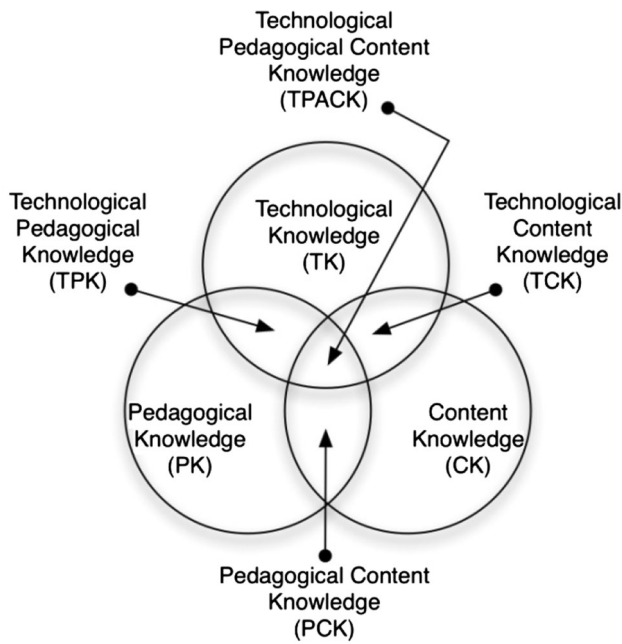 Technological
Pedagogical Content
Knowledge
(TPACK)
Technological
Pedagogical
Knowledge
(TPK)
Technological
Knowledge
(TK)
Technological
Content
Knowledge
(TCK)
Pedagogical
Knowledge
(PK)
Content
Knowledge
(CK)
Pedagogical Content
Knowledge
(PCK)